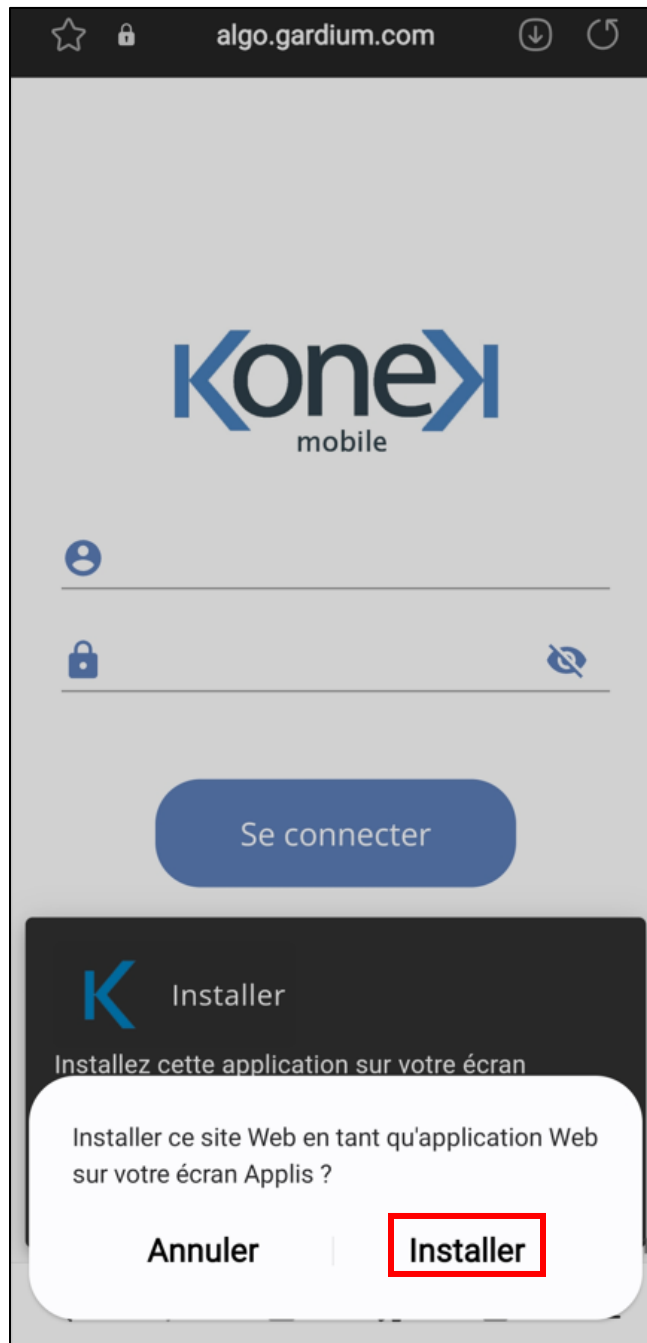 algo.gardium.com
Konek
mobile
Se connecter
Installer
Installez cette application sur votre écran
Installer ce site Web en tant qu'application Web
sur votre écran Applis ?
Annuler
Installer